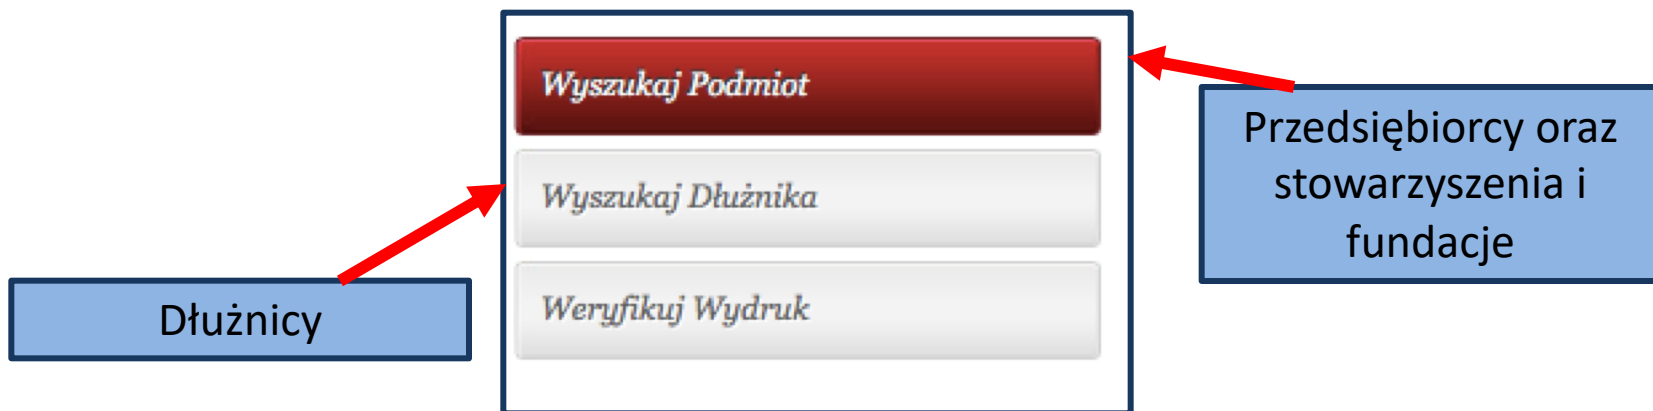 Wyszukaj Podmiot
Przedsiębiorcy oraz
stowarzyszenia i
fundacje
Wyszukaj Dłużnika
Dłużnicy
Weryfikuj Wydruk